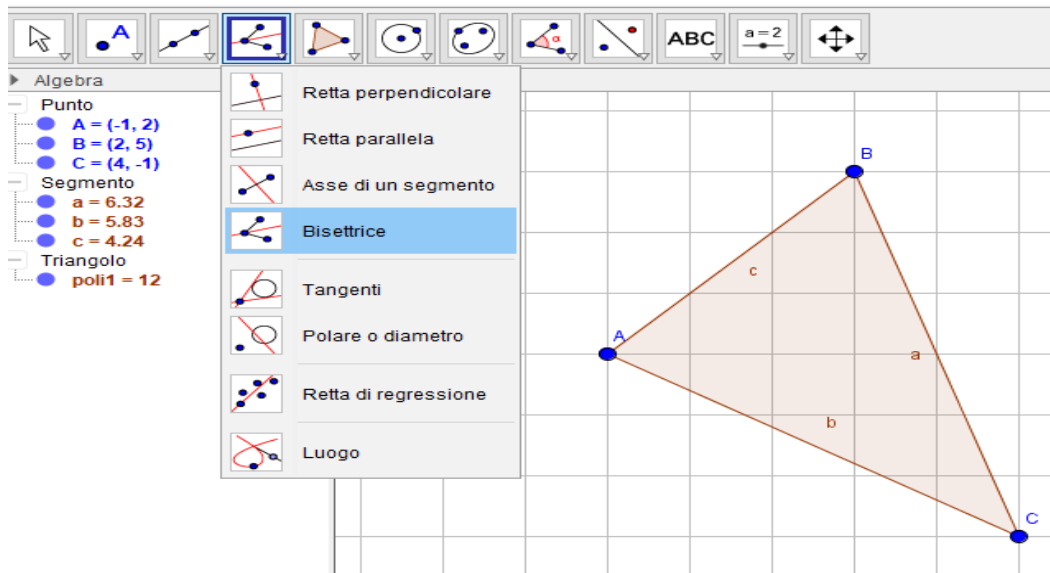 A
α
ABC
a = 2
Algebra
Punto
A = (-1, 2)
B = (2, 5)
C = (4, -1)
Segmento
a = 6.32
b = 5.83
c = 4.24
Triangolo
poli1 = 12
Retta perpendicolare
Retta parallela
Asse di un segmento
Bisettrice
Tangenti
Polare o diametro
Retta di regressione
Luogo
B
c
A
a
b
C